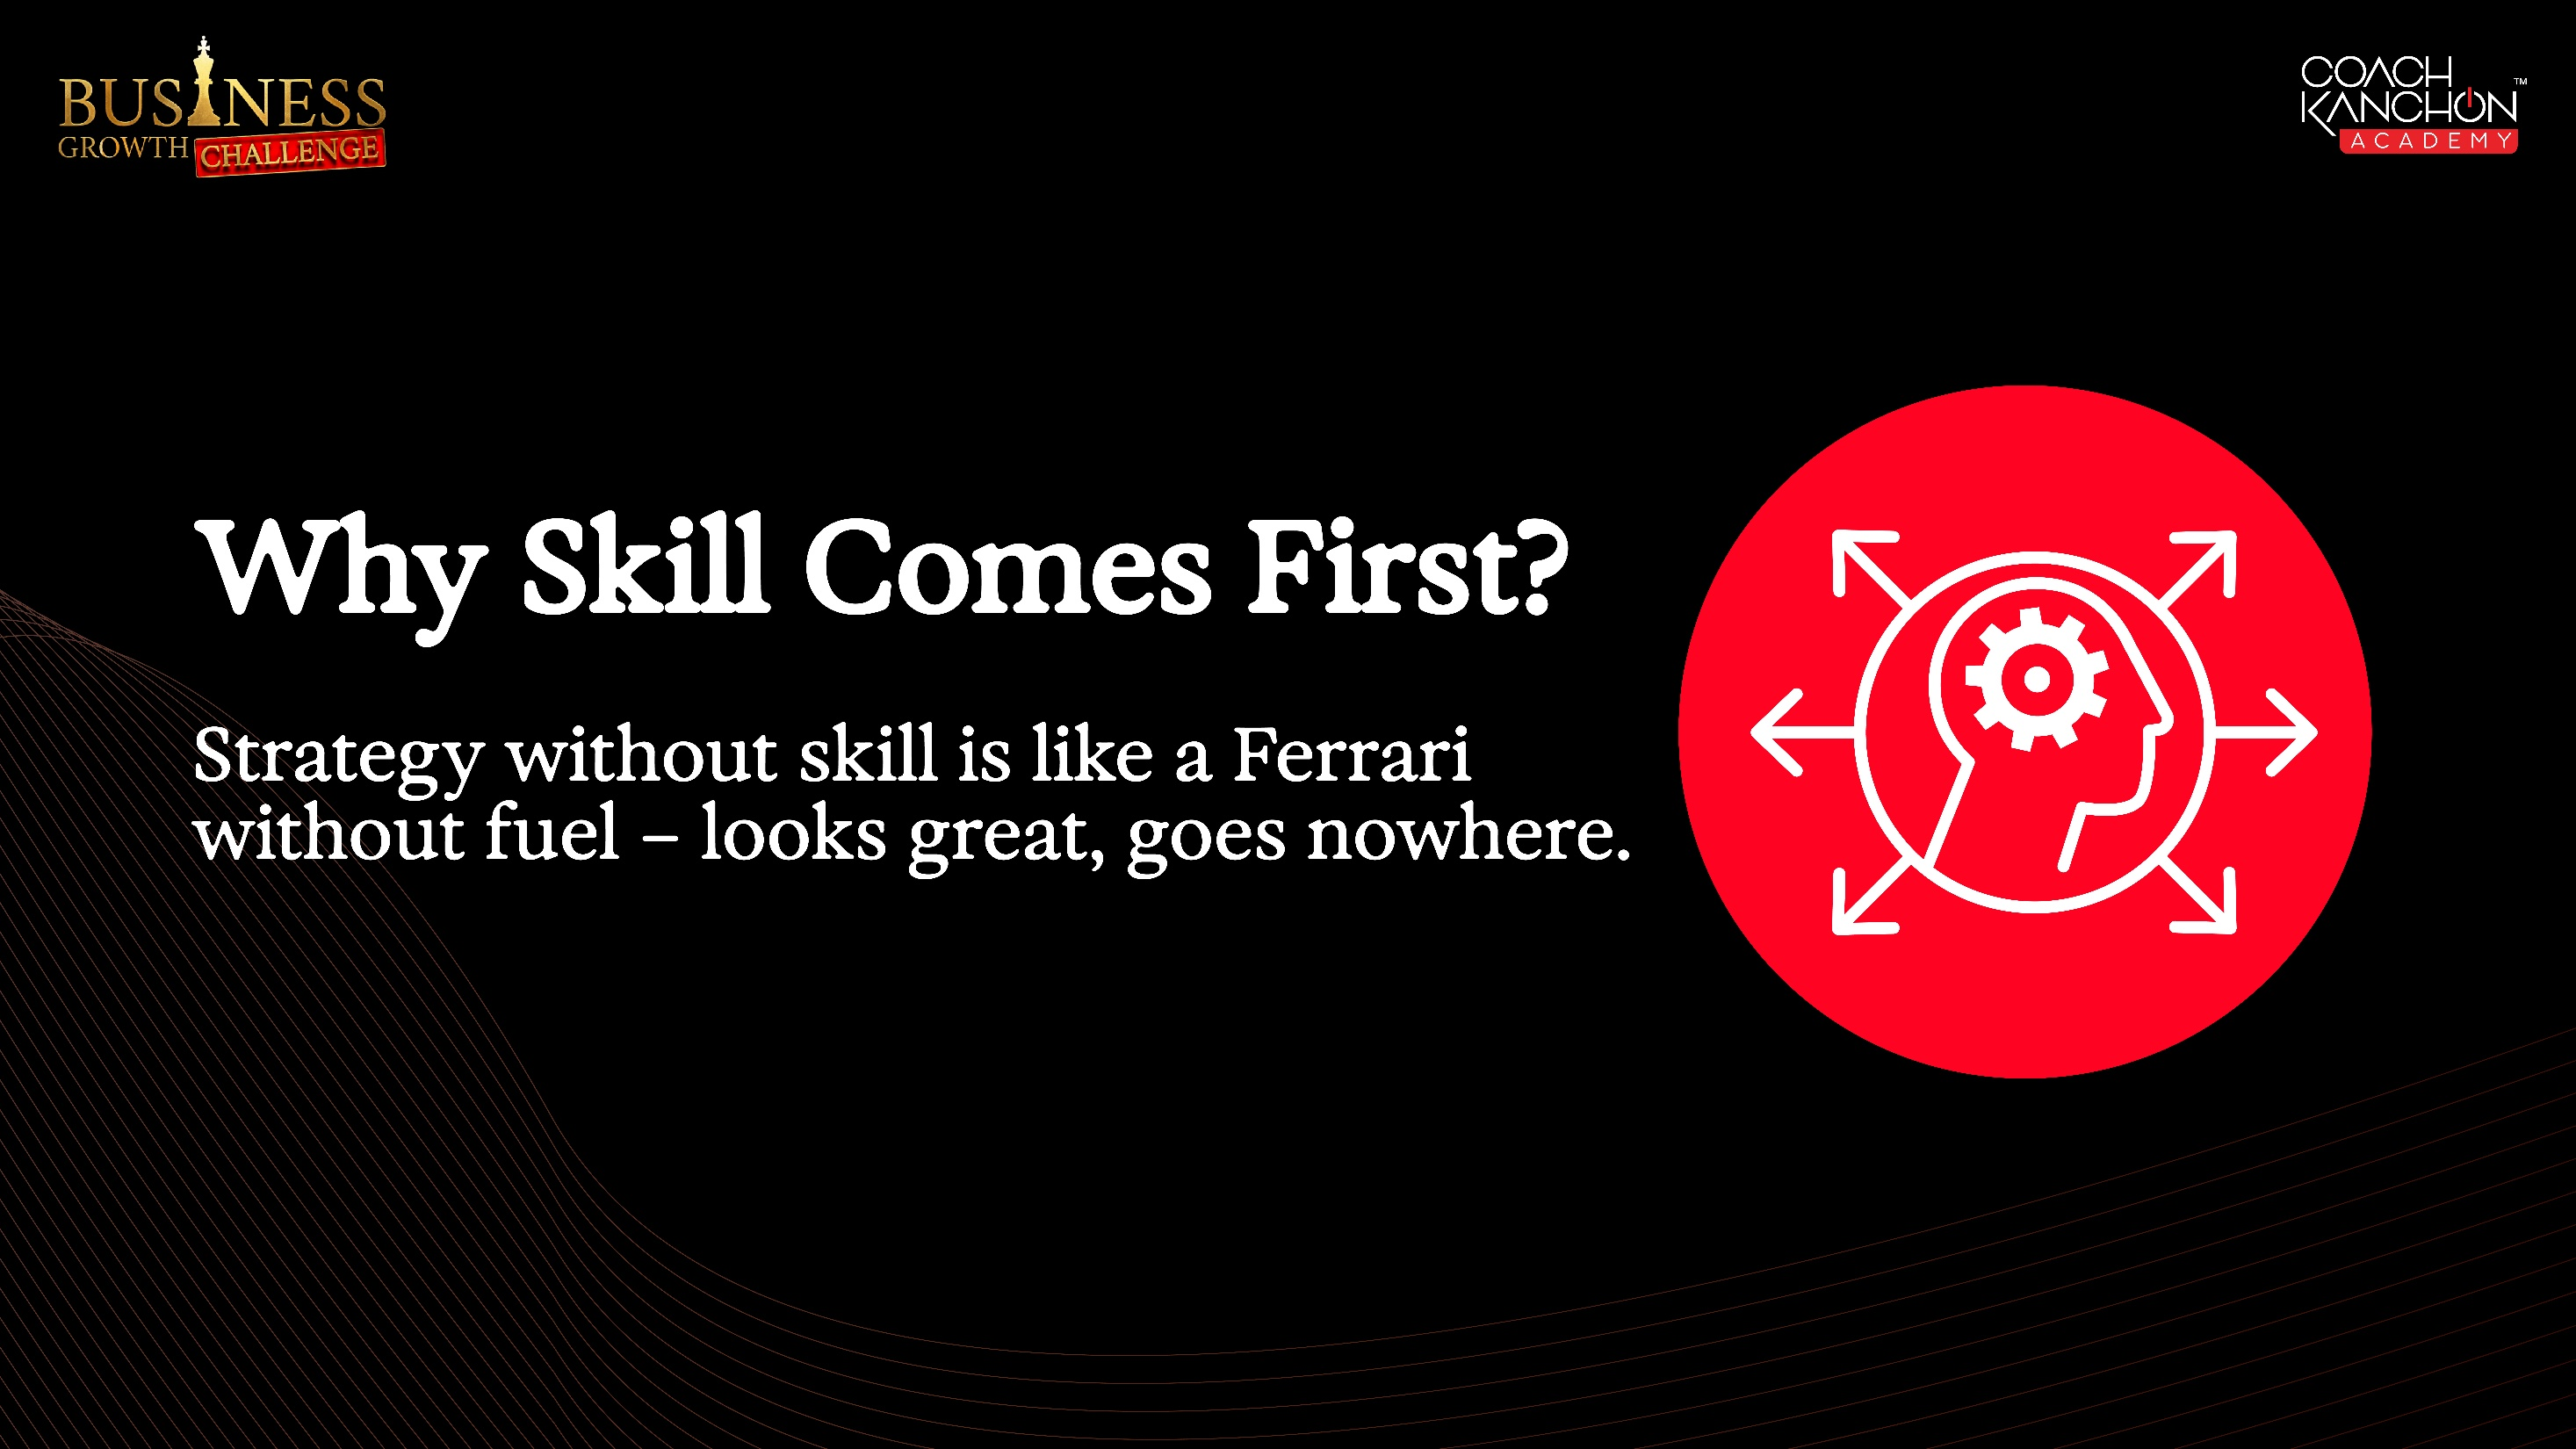 BUSINESS
GROWTH CHALLENGE
COACH
KANCHON™
ACADEMY
Why Skill Comes First?
Strategy without skill is like a Ferrari
without fuel – looks great, goes nowhere.